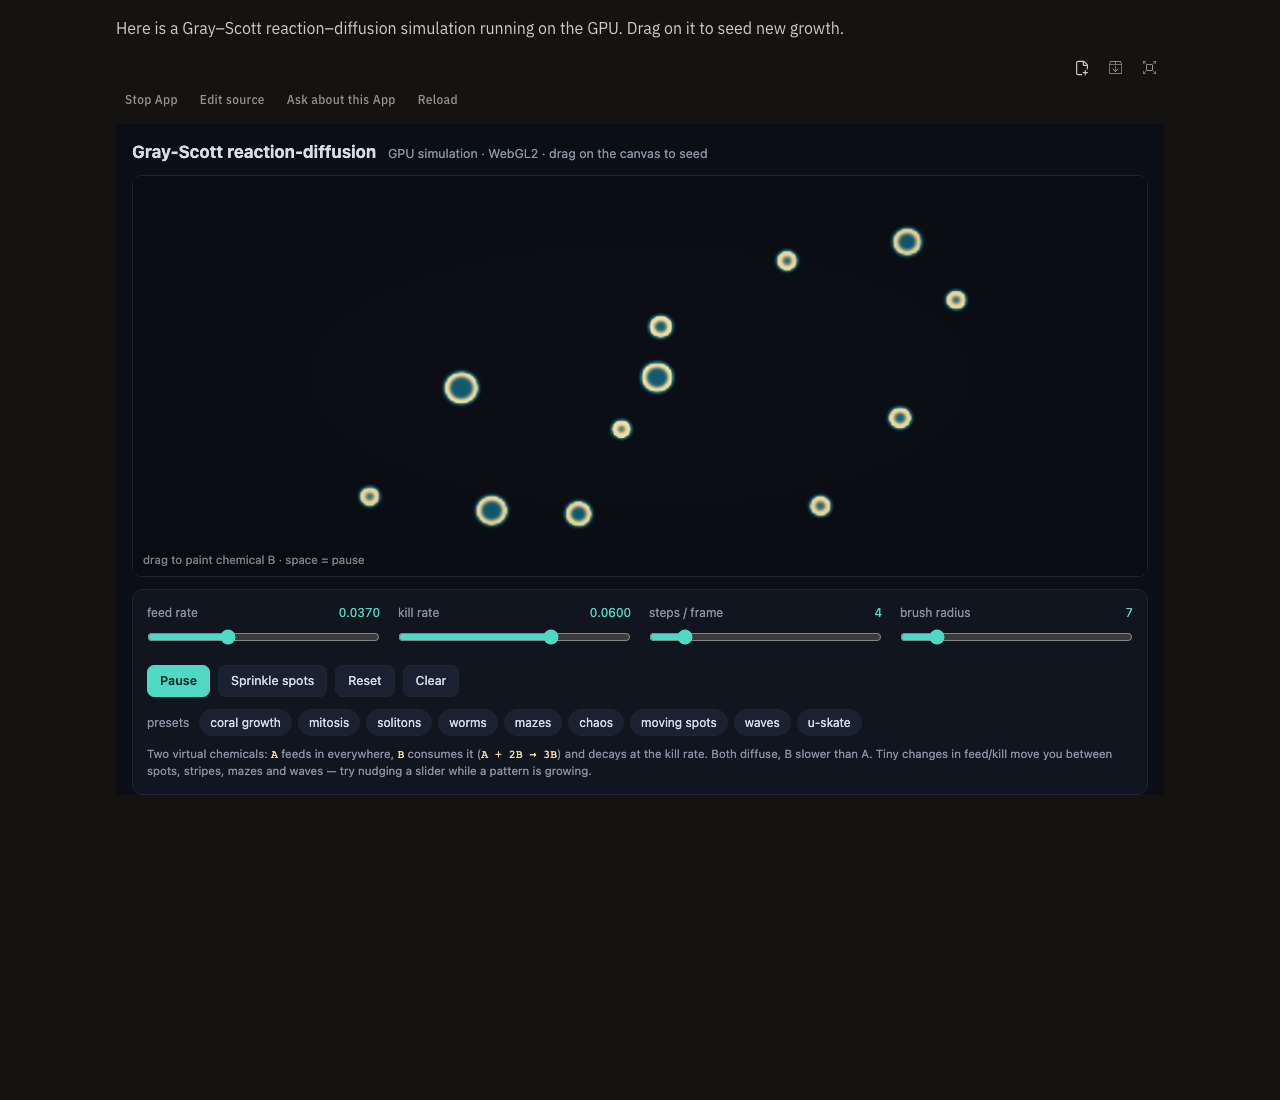 Here is a Gray–Scott reaction–diffusion simulation running on the GPU. Drag on it to seed new growth.
Stop App Edit source Ask about this App Reload
Gray-Scott reaction-diffusion GPU simulation · WebGL2 · drag on the canvas to seed
drag to paint chemical B · space = pause
feed rate 0.0370 kill rate 0.0600 steps / frame 4 brush radius 7
Pause Sprinkle spots Reset Clear
presets coral growth mitosis solitons worms mazes chaos moving spots waves u-skate
Two virtual chemicals: A feeds in everywhere, B consumes it (A + 2B → 3B) and decays at the kill rate. Both diffuse, B slower than A. Tiny changes in feed/kill move you between
spots, stripes, mazes and waves — try nudging a slider while a pattern is growing.